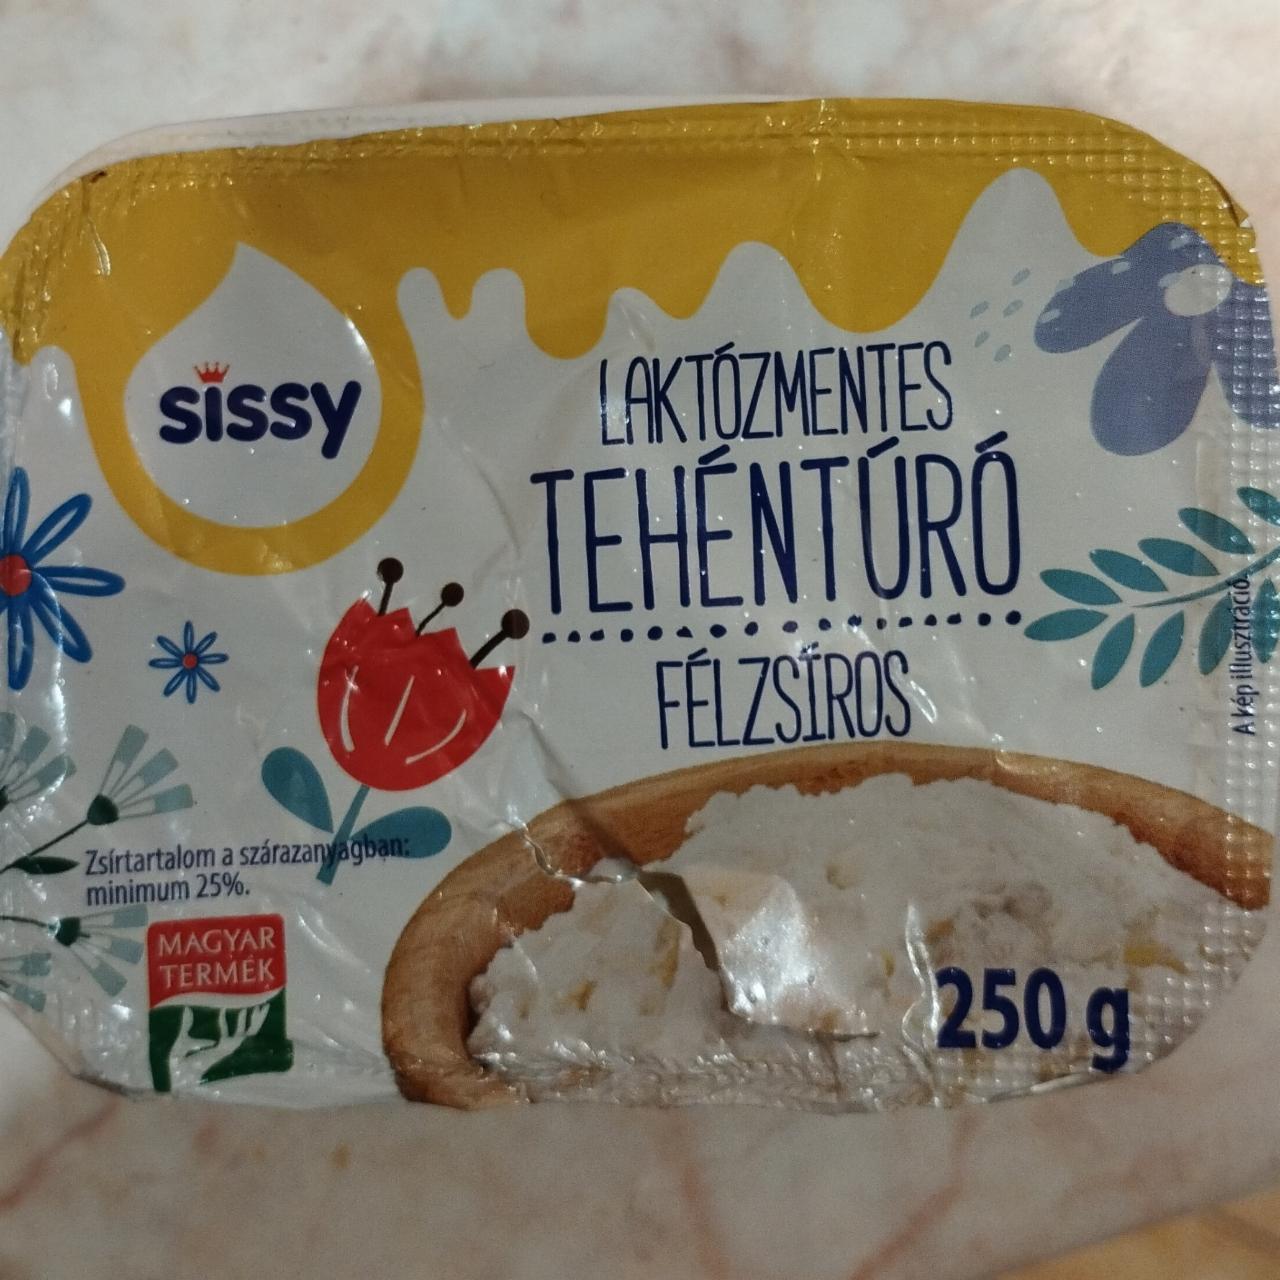 sissy
LAKTÓZMENTES
TEHÉNTÚRÓ
FÉLZSÍROS
A kép illusztráció.
Zsírtartalom a szárazanyagban:
minimum 25%.
MAGYAR
TERMÉK
250 g